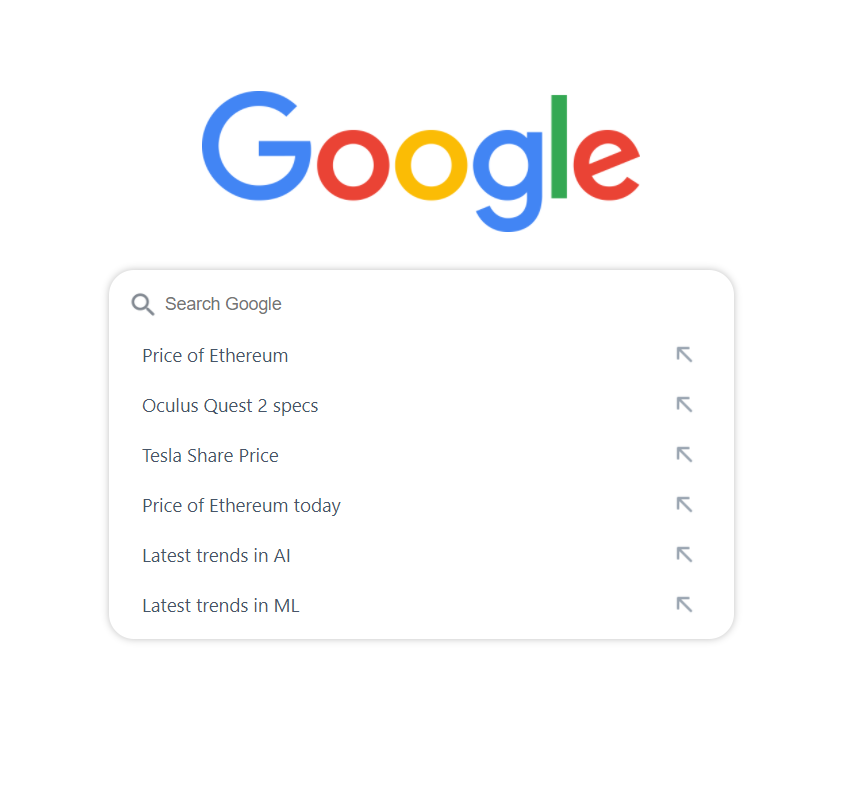 Google
Search Google
Price of Ethereum
Oculus Quest 2 specs
Tesla Share Price
Price of Ethereum today
Latest trends in AI
Latest trends in ML